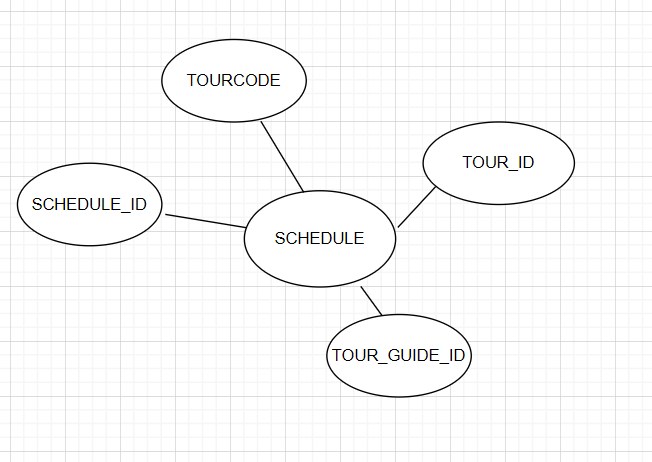 TOURCODE
TOUR_ID
SCHEDULE_ID
SCHEDULE
TOUR_GUIDE_ID